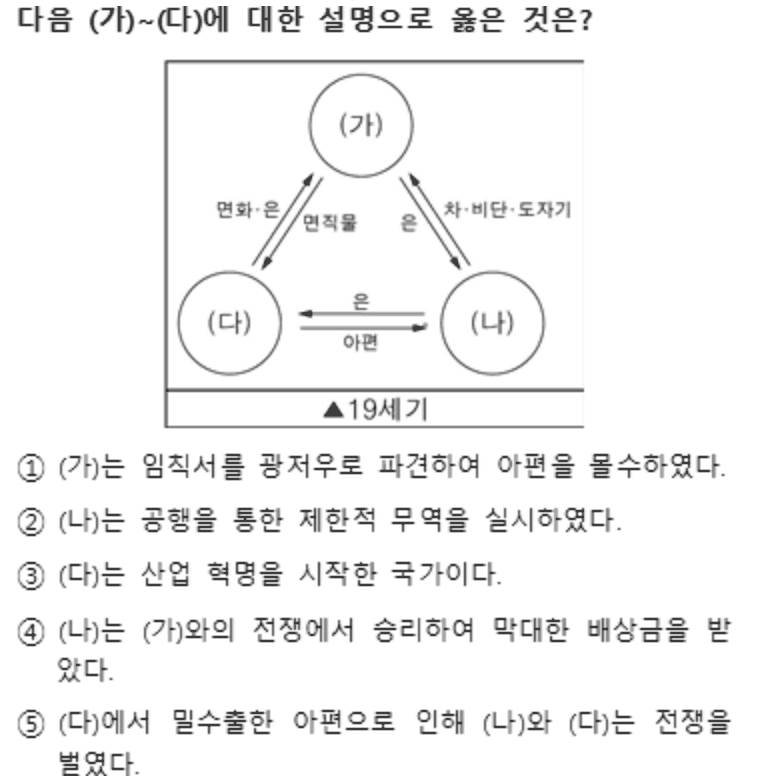 다음 (가)~(다)에 대한 설명으로 옳은 것은?
(가)
면화·은
면직물
은
차·비단·도자기
(다)
은
아편
(나)
▲19세기
① (가)는 임칙서를 광저우로 파견하여 아편을 몰수하였다.
② (나)는 공행을 통한 제한적 무역을 실시하였다.
③ (다)는 산업 혁명을 시작한 국가이다.
④ (나)는 (가)와의 전쟁에서 승리하여 막대한 배상금을 받
았다.
⑤ (다)에서 밀수출한 아편으로 인해 (나)와 (다)는 전쟁을
벌였다.